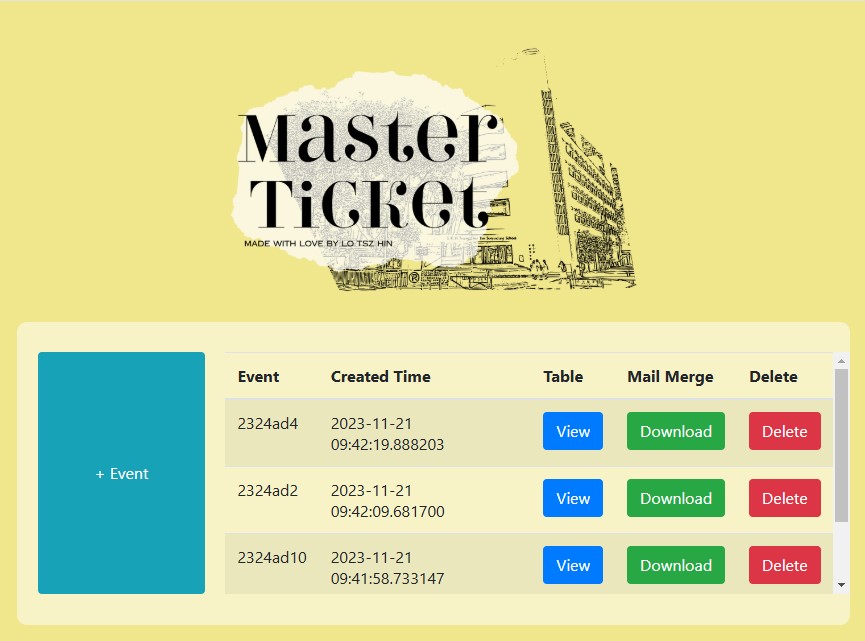 Master
TiCKet
MADE WITH LOVE BY LO TSZ HIN
+ Event
Event Created Time Table Mail Merge Delete
2324ad4 2023-11-21 View Download Delete
09:42:19.888203
2324ad2 2023-11-21 View Download Delete
09:42:09.681700
2324ad10 2023-11-21 View Download Delete
09:41:58.733147